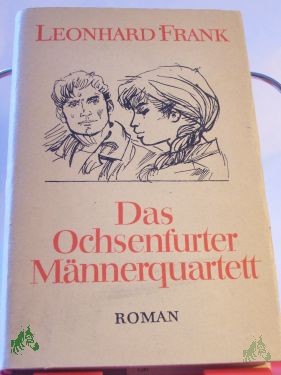 LEONHARD FRANK
Das
Ochsenfurter
Männerquartett
ROMAN